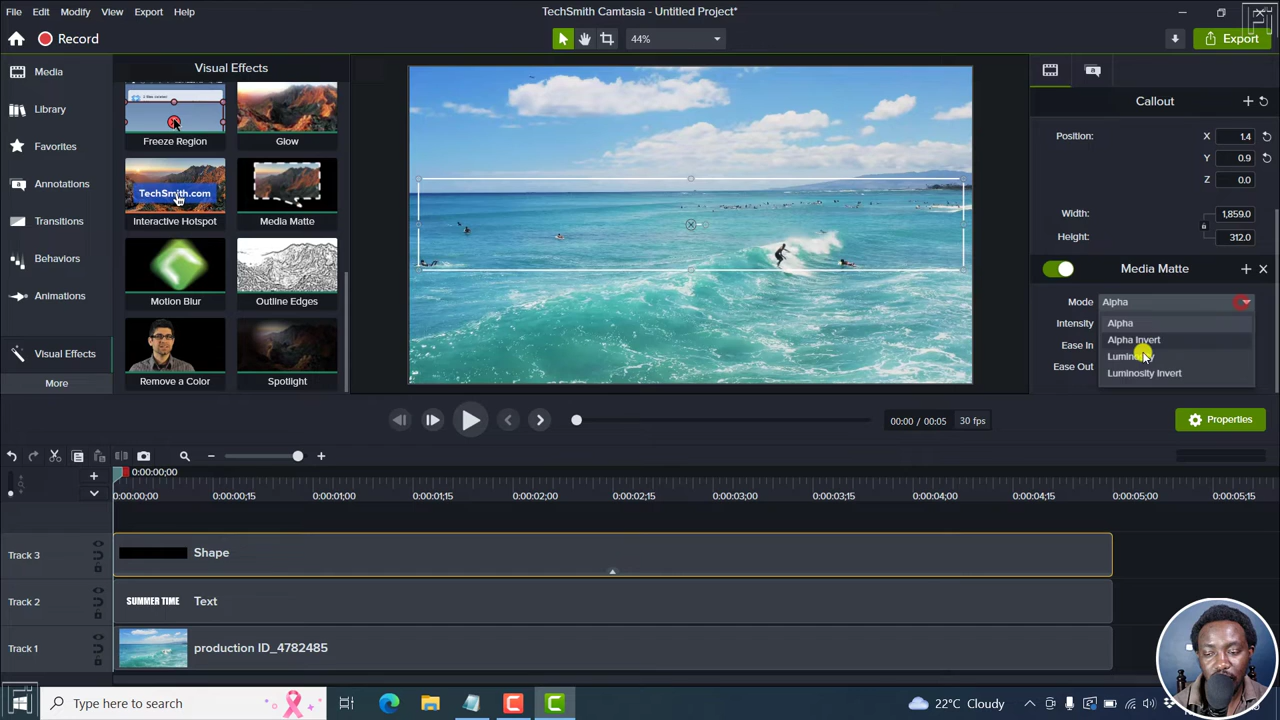 File Edit Modify View Help
Export
TechSmith Camtasia - Untitled Project*
Record
44%
Export
Media
Library
Favorites
Annotations
Transitions
Behaviors
Animations
Visual Effects
More
Visual Effects
Freeze Region
Glow
TechSmith.com
Interactive Hotspot
Media Matte
Motion Blur
Outline Edges
Remove a Color
Spotlight
Callout
Position:
X 1.4
Y 0.9
Z 0.0
Width: 1,859.0
Height: 312.0
Media Matte
Mode Alpha
Intensity
Ease In
Ease Out
Alpha
Alpha Invert
Luminosity Invert
00:00 / 00:05 30 fps
Properties
0:00:00;00
0:00:00;00 0:00:00;15 0:00:01;00 0:00:01;15 0:00:02;00 0:00:02;15 0:00:03;00 0:00:03;15 0:00:04;00 0:00:04;15 0:00:05;00 0:00:05;15
Track 3 Shape
Track 2 SUMMER TIME Text
Track 1 production ID_4782485
Type here to search
22°C Cloudy